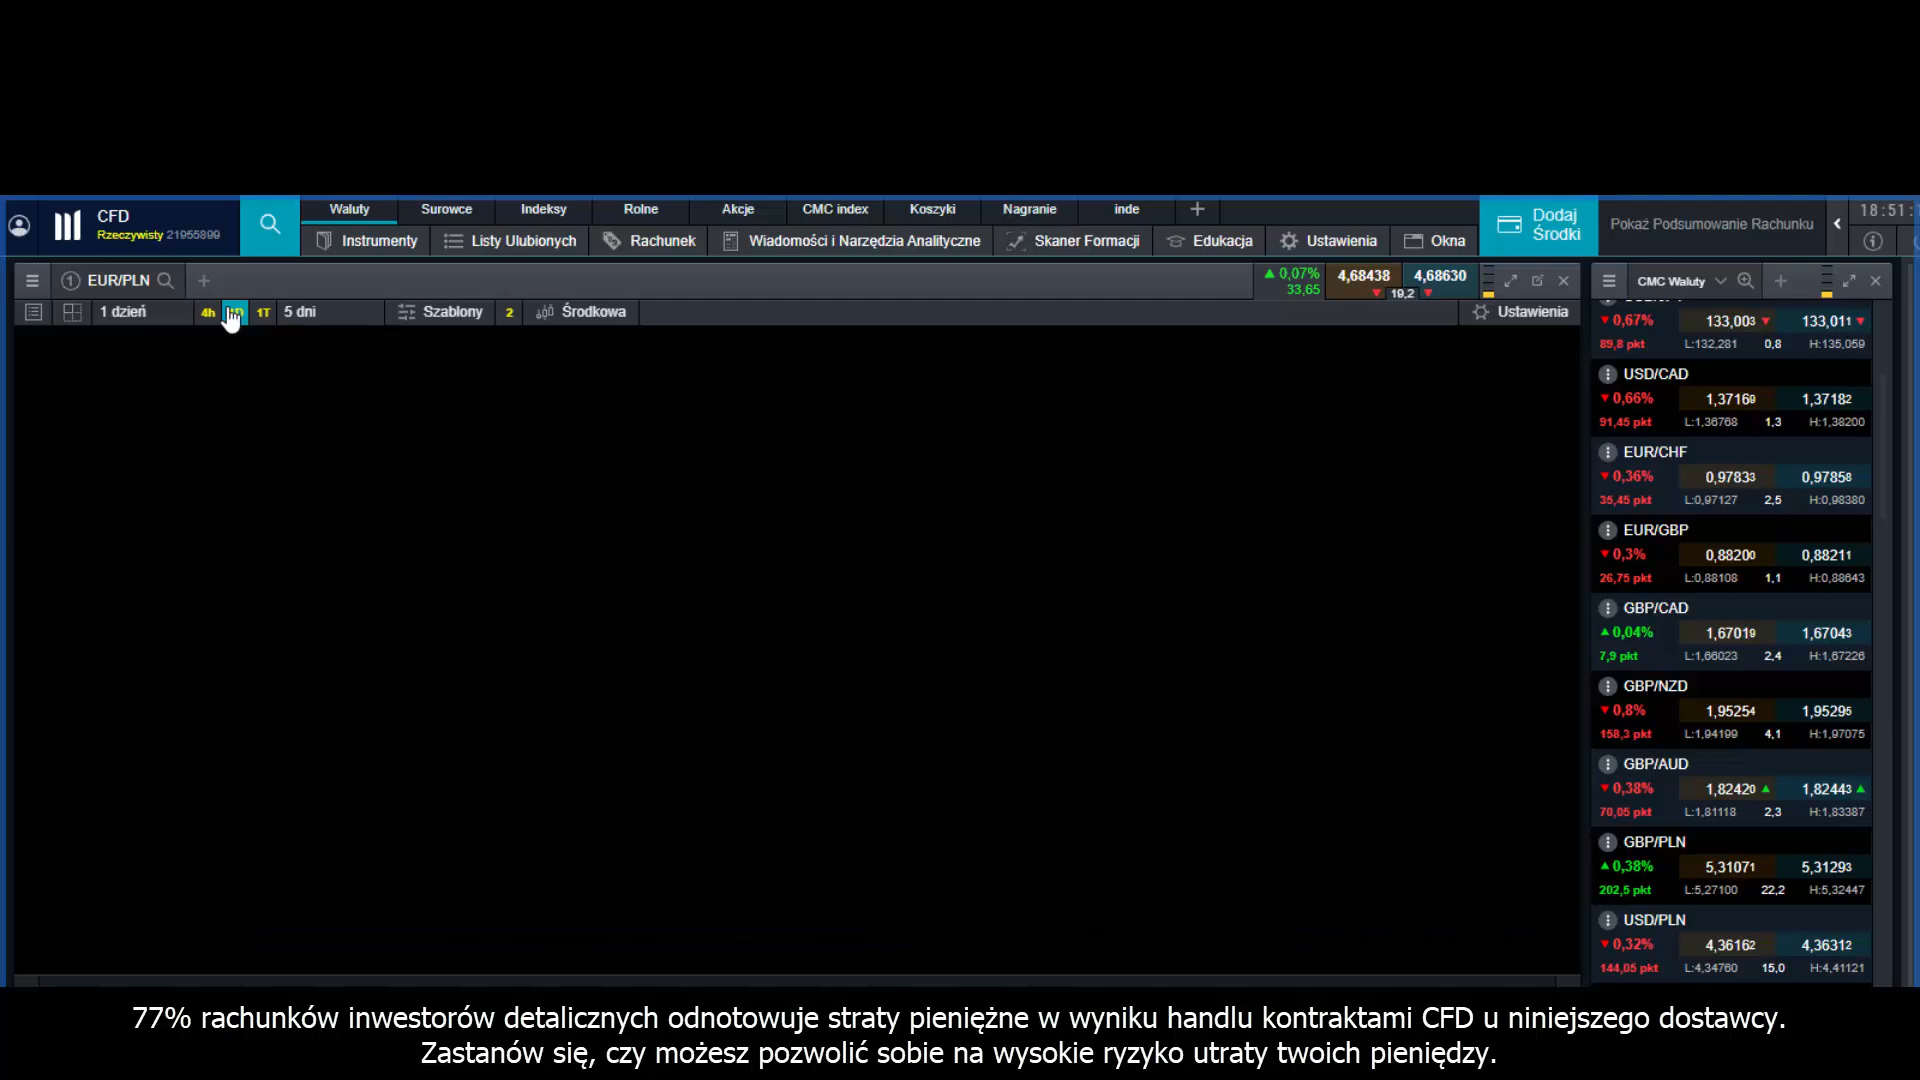 CFD
Rzeczywisty 21955899
Waluty Surowce Indeksy Rolne Akcje CMC index Koszyki Nagranie inde
Instrumenty Listy Ulubionych Rachunek Wiadomości i Narzędzia Analityczne Skaner Formacji Edukacja Ustawienia Okna
Dodaj
Środki
Pokaż Podsumowanie Rachunku
18:51:
1 EUR/PLN
0,07%
33,65
4,68438 4,68630
19,2
1 dzień 4h 1T 5 dni Szablony 2 Środkowa Ustawienia
CMC Waluty
0,67% 133,003 133,011
89,8 pkt L:132,281 0,8 H:135,059
USD/CAD
0,66% 1,37169 1,37182
91,45 pkt L:1,36768 1,3 H:1,38200
EUR/CHF
0,36% 0,97833 0,97858
35,45 pkt L:0,97127 2,5 H:0,98380
EUR/GBP
0,3% 0,88200 0,88211
26,75 pkt L:0,88108 1,1 H:0,88643
GBP/CAD
0,04% 1,67019 1,67043
7,9 pkt L:1,66023 2,4 H:1,67226
GBP/NZD
0,8% 1,95254 1,95295
158,3 pkt L:1,94199 4,1 H:1,97075
GBP/AUD
0,38% 1,82420 1,82443
70,05 pkt L:1,81118 2,3 H:1,83387
GBP/PLN
0,38% 5,31071 5,31293
202,5 pkt L:5,27100 22,2 H:5,32447
USD/PLN
0,32% 4,36162 4,36312
144,05 pkt L:4,34760 15,0 H:4,41121
77% rachunków inwestorów detalicznych odnotowuje straty pieniężne w wyniku handlu kontraktami CFD u niniejszego dostawcy.
Zastanów się, czy możesz pozwolić sobie na wysokie ryzyko utraty twoich pieniędzy.